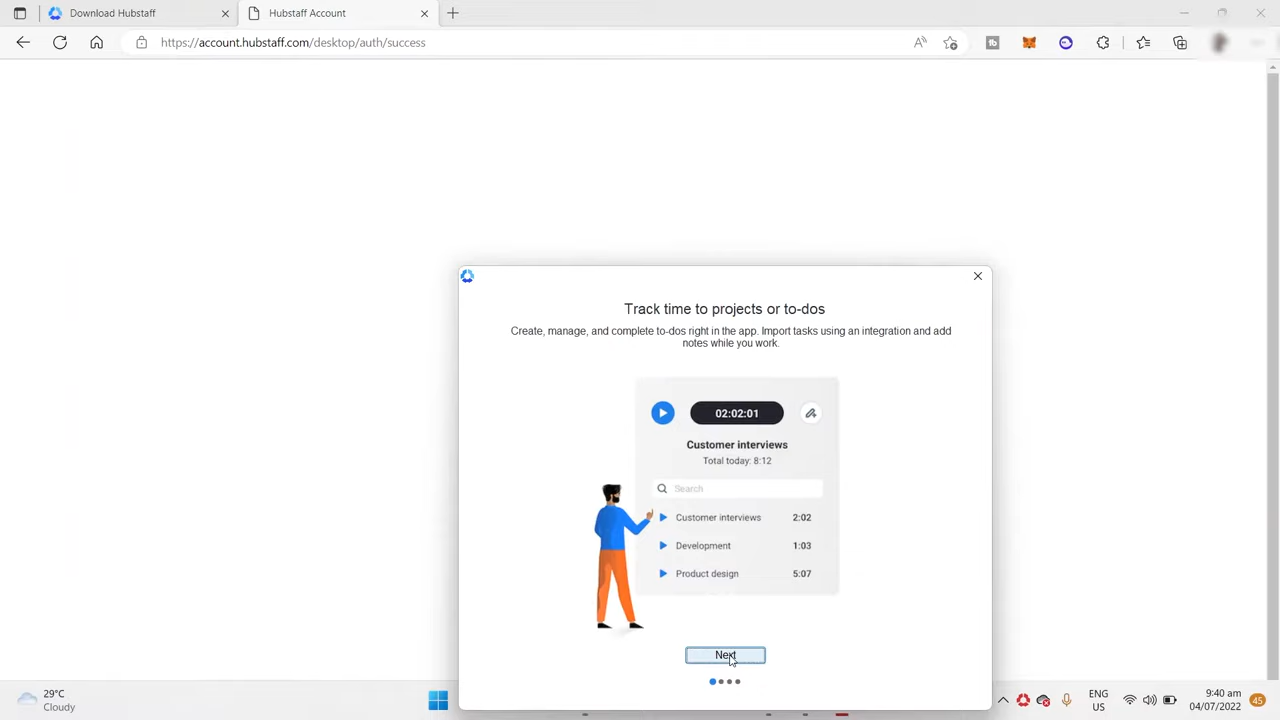 Download Hubstaff
Hubstaff Account
https://account.hubstaff.com/desktop/auth/success
Track time to projects or to-dos
Create, manage, and complete to-dos right in the app. Import tasks using an integration and add
notes while you work.
02:02:01
Customer interviews
Total today: 8:12
Search
Customer interviews 2:02
Development 1:03
Product design 5:07
Next
29°C
Cloudy
ENG
US
9:40 am
04/07/2022
45